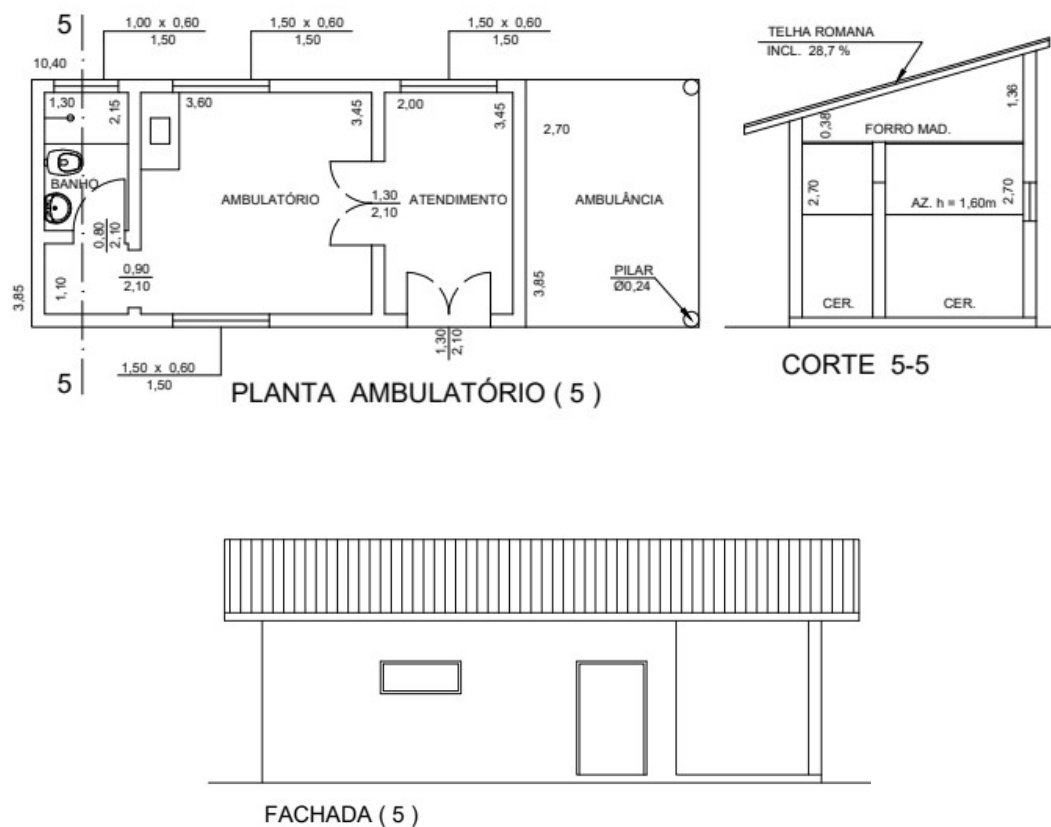 5
1,00 x 0,60
1,50
1,50 x 0,60
1,50
1,50 x 0,60
1,50
10,40
1,30
2,15
3,60
3,45
2,00
3,45
2,70
BANHO
AMBULATÓRIO
1,30
2,10
ATENDIMENTO
AMBULÂNCIA
0,80
2,10
0,90
2,10
1,10
3,85
3,85
PILAR
Ø0,24
1,30
2,10
1,50 x 0,60
1,50
5
PLANTA AMBULATÓRIO ( 5 )
TELHA ROMANA
INCL. 28,7 %
0,38
1,36
FORRO MAD.
2,70
AZ. h = 1,60m
2,70
CER.
CER.
CORTE 5-5
FACHADA ( 5 )